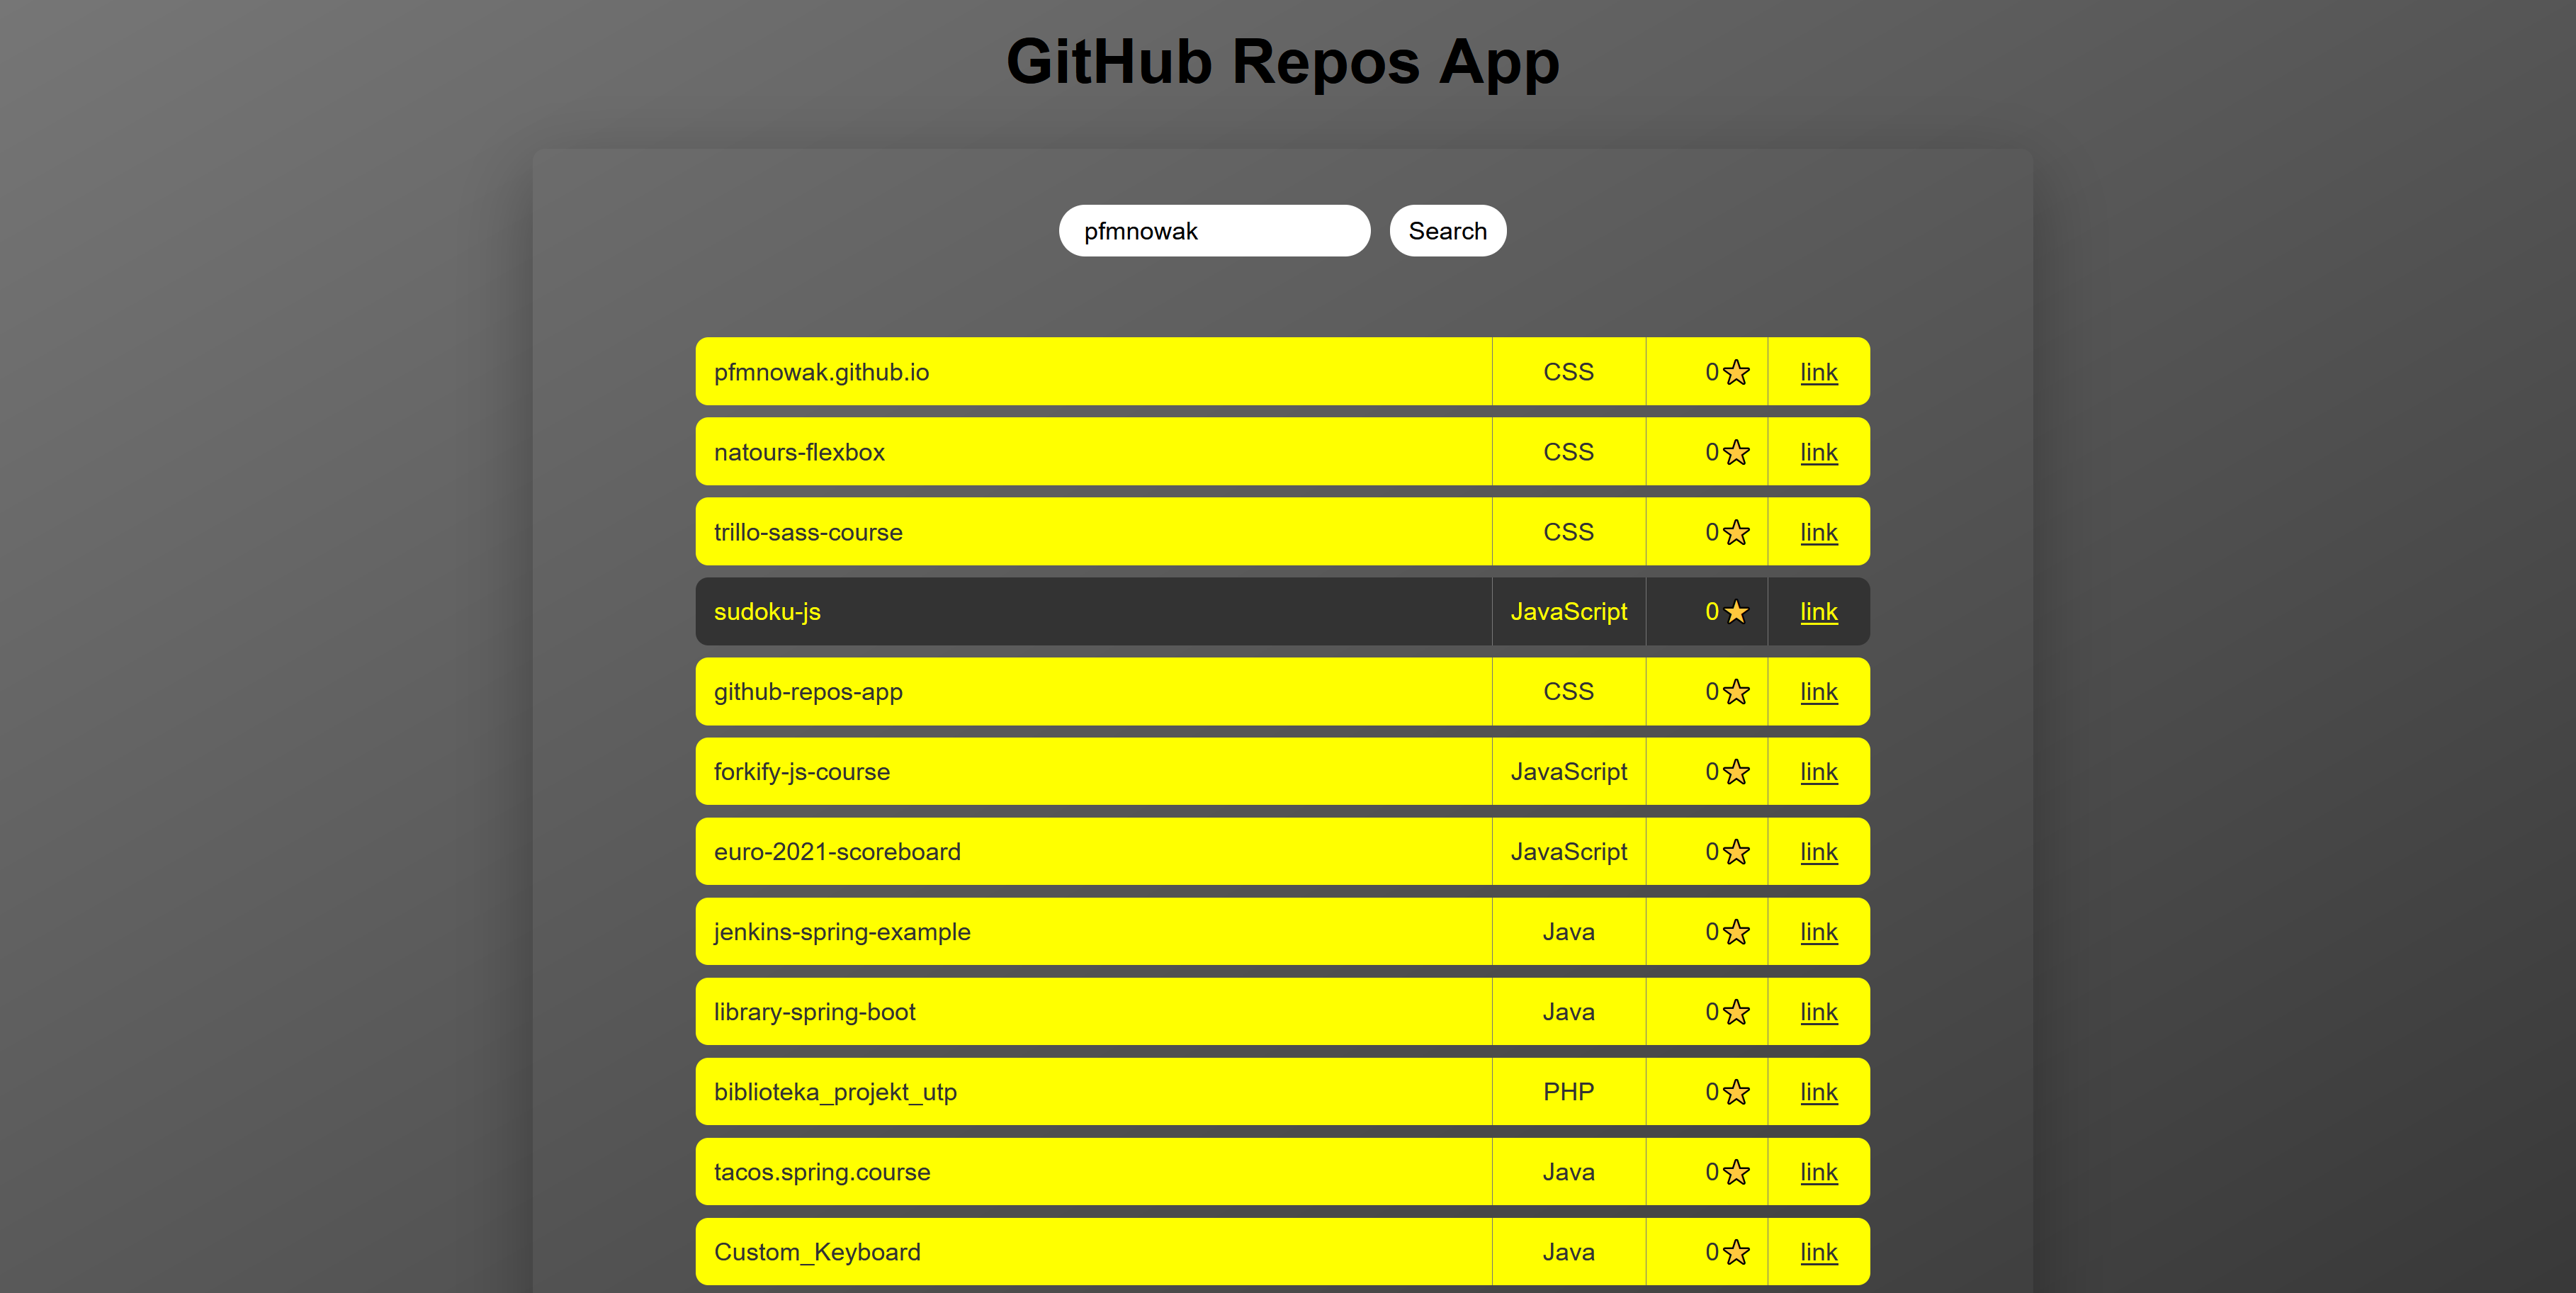 GitHub Repos App
pfmnowak Search
pfmnowak.github.io CSS 0 link
natours-flexbox CSS 0 link
trillo-sass-course CSS 0 link
sudoku-js JavaScript 0 link
github-repos-app CSS 0 link
forkify-js-course JavaScript 0 link
euro-2021-scoreboard JavaScript 0 link
jenkins-spring-example Java 0 link
library-spring-boot Java 0 link
biblioteka_projekt_utp PHP 0 link
tacos.spring.course Java 0 link
Custom_Keyboard Java 0 link